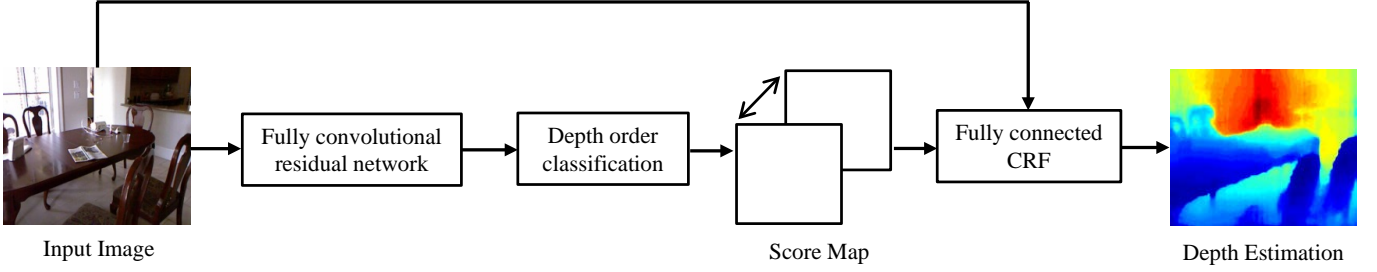 Fully convolutional
residual network
Depth order
classification
Fully connected
CRF
Input Image
Score Map
Depth Estimation